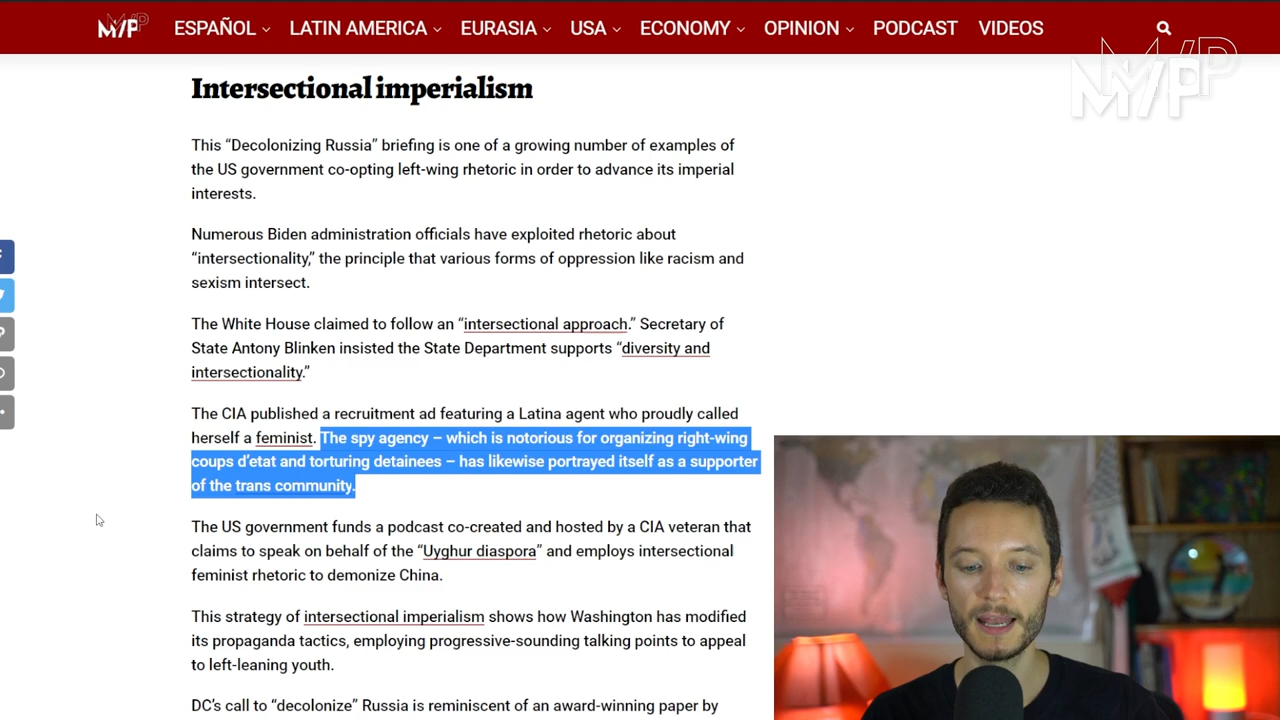 M/P
ESPAÑOL
LATIN AMERICA
EURASIA
USA
ECONOMY
OPINION
PODCAST
VIDEOS
M/P
Intersectional imperialism
This “Decolonizing Russia” briefing is one of a growing number of examples of
the US government co-opting left-wing rhetoric in order to advance its imperial
interests.
Numerous Biden administration officials have exploited rhetoric about
“intersectionality,” the principle that various forms of oppression like racism and
sexism intersect.
The White House claimed to follow an “intersectional approach.” Secretary of
State Antony Blinken insisted the State Department supports “diversity and
intersectionality.”
The CIA published a recruitment ad featuring a Latina agent who proudly called
herself a feminist. The spy agency – which is notorious for organizing right-wing
coups d’etat and torturing detainees – has likewise portrayed itself as a supporter
of the trans community.
The US government funds a podcast co-created and hosted by a CIA veteran that
claims to speak on behalf of the “Uyghur diaspora” and employs intersectional
feminist rhetoric to demonize China.
This strategy of intersectional imperialism shows how Washington has modified
its propaganda tactics, employing progressive-sounding talking points to appeal
to left-leaning youth.
DC’s call to “decolonize” Russia is reminiscent of an award-winning paper by